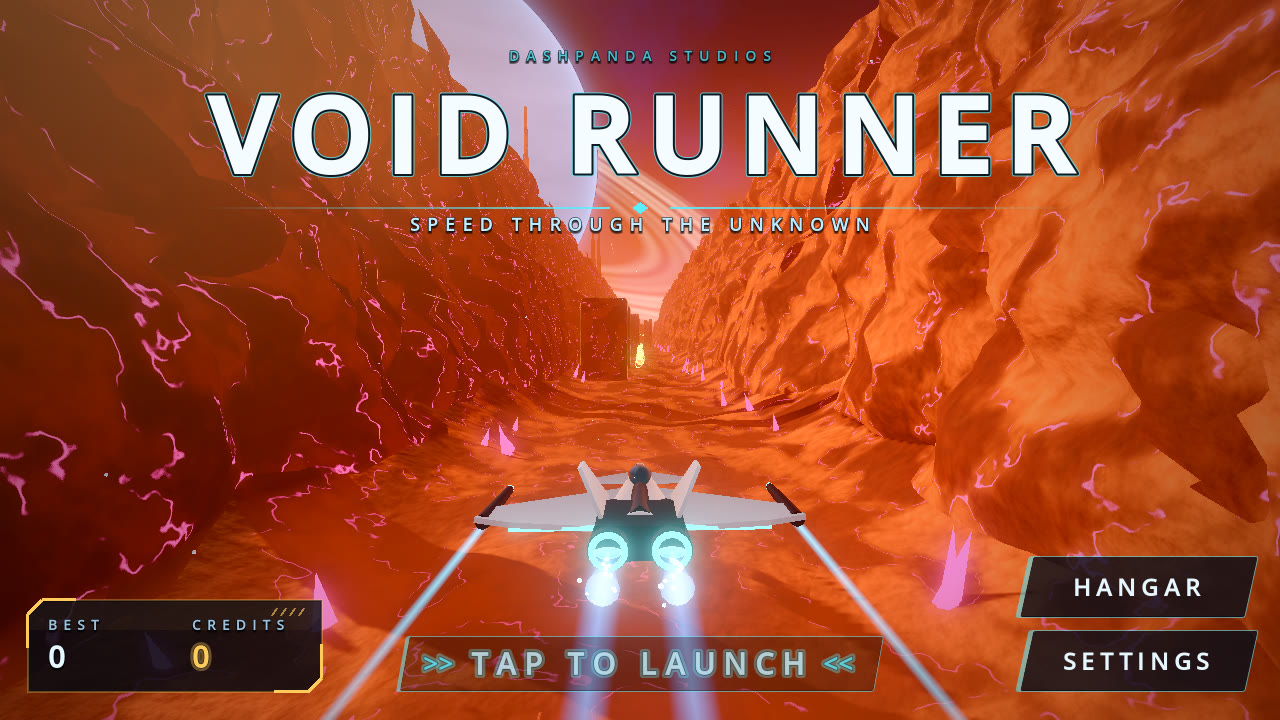 DASHPANDA STUDIOS
VOID RUNNER
SPEED THROUGH THE UNKNOWN
HANGAR
BEST
CREDITS
0
0
>> TAP TO LAUNCH <<
SETTINGS